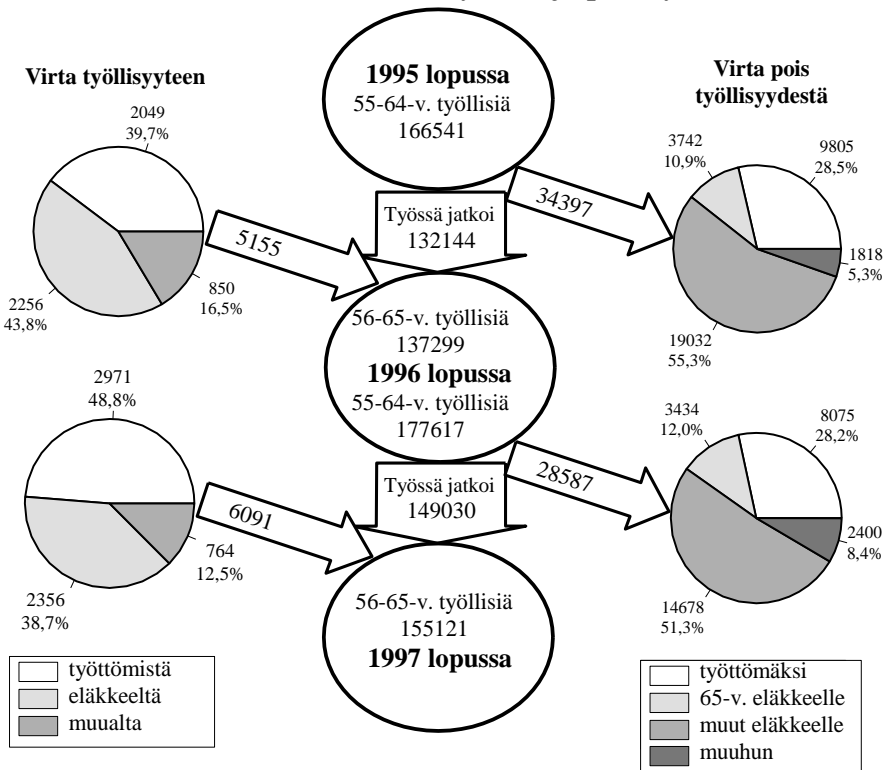 Virta työllisyyteen
2049
39,7%
2256
43,8%
850
16,5%
5155
1995 lopussa
55-64-v. työllisiä
166541
Työssä jatkoi
132144
34397
Virta pois
työllisyydestä
3742
10,9%
9805
28,5%
1818
5,3%
19032
55,3%
56-65-v. työllisiä
137299
1996 lopussa
55-64-v. työllisiä
177617
2971
48,8%
2356
38,7%
764
12,5%
6091
Työssä jatkoi
149030
28587
3434
12,0%
8075
28,2%
2400
8,4%
14678
51,3%
56-65-v. työllisiä
155121
1997 lopussa
työttömistä
eläkkeeltä
muualta
työttömäksi
65-v. eläkkeelle
muut eläkkeelle
muuhun